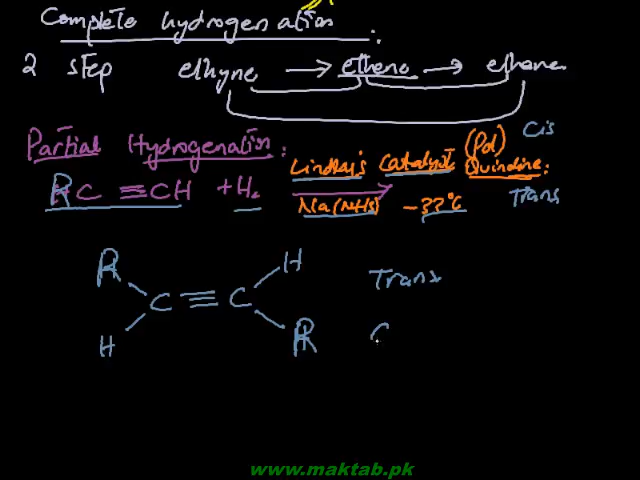 Complete hydrogenation :
2 step ethyne → ethene → ethane
Partial Hydrogenation :
Lindlar's Catalyst (Pd) Quinoline : Cis
RC ≡ CH + H₂
Na(NH3) -33°C Trans
R H
C ≡ C Trans
H R C
www.maktab.pk